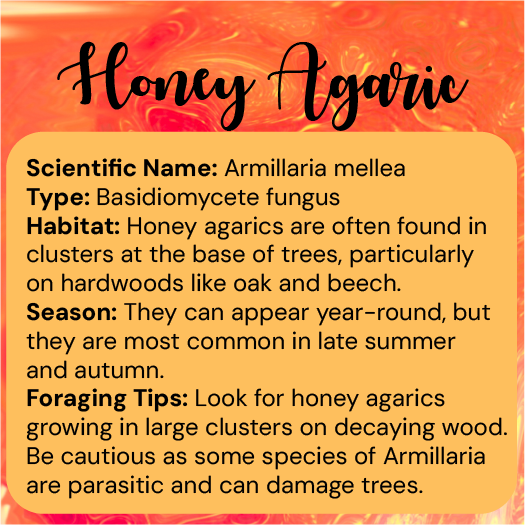 Honey Agaric
Scientific Name: Armillaria mellea
Type: Basidiomycete fungus
Habitat: Honey agarics are often found in
clusters at the base of trees, particularly
on hardwoods like oak and beech.
Season: They can appear year-round, but
they are most common in late summer
and autumn.
Foraging Tips: Look for honey agarics
growing in large clusters on decaying wood.
Be cautious as some species of Armillaria
are parasitic and can damage trees.